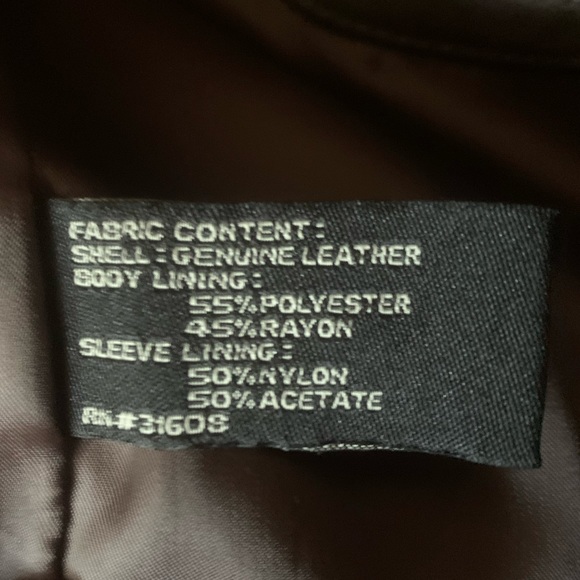 FABRIC CONTENT:
SHELL: GENUINE LEATHER
BODY LINING:
55% POLYESTER
45% RAYON
SLEEVE LINING:
50% NYLON
50% ACETATE
RN#31608